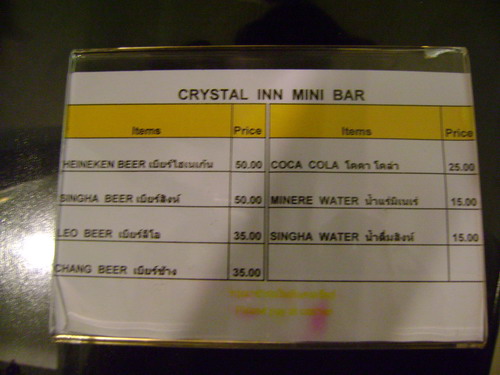 CRYSTAL INN MINI BAR
Items Price Items Price
HEINEKEN BEER เบียร์ไฮเนเก้น 50.00 COCA COLA โคคา โคล่า 25.00
SINGHA BEER เบียร์สิงห์ 50.00 MINERE WATER น้ำแร่มิเนเร่ 15.00
LEO BEER เบียร์ลีโอ 35.00 SINGHA WATER น้ำดื่มสิงห์ 15.00
CHANG BEER เบียร์ช้าง 35.00